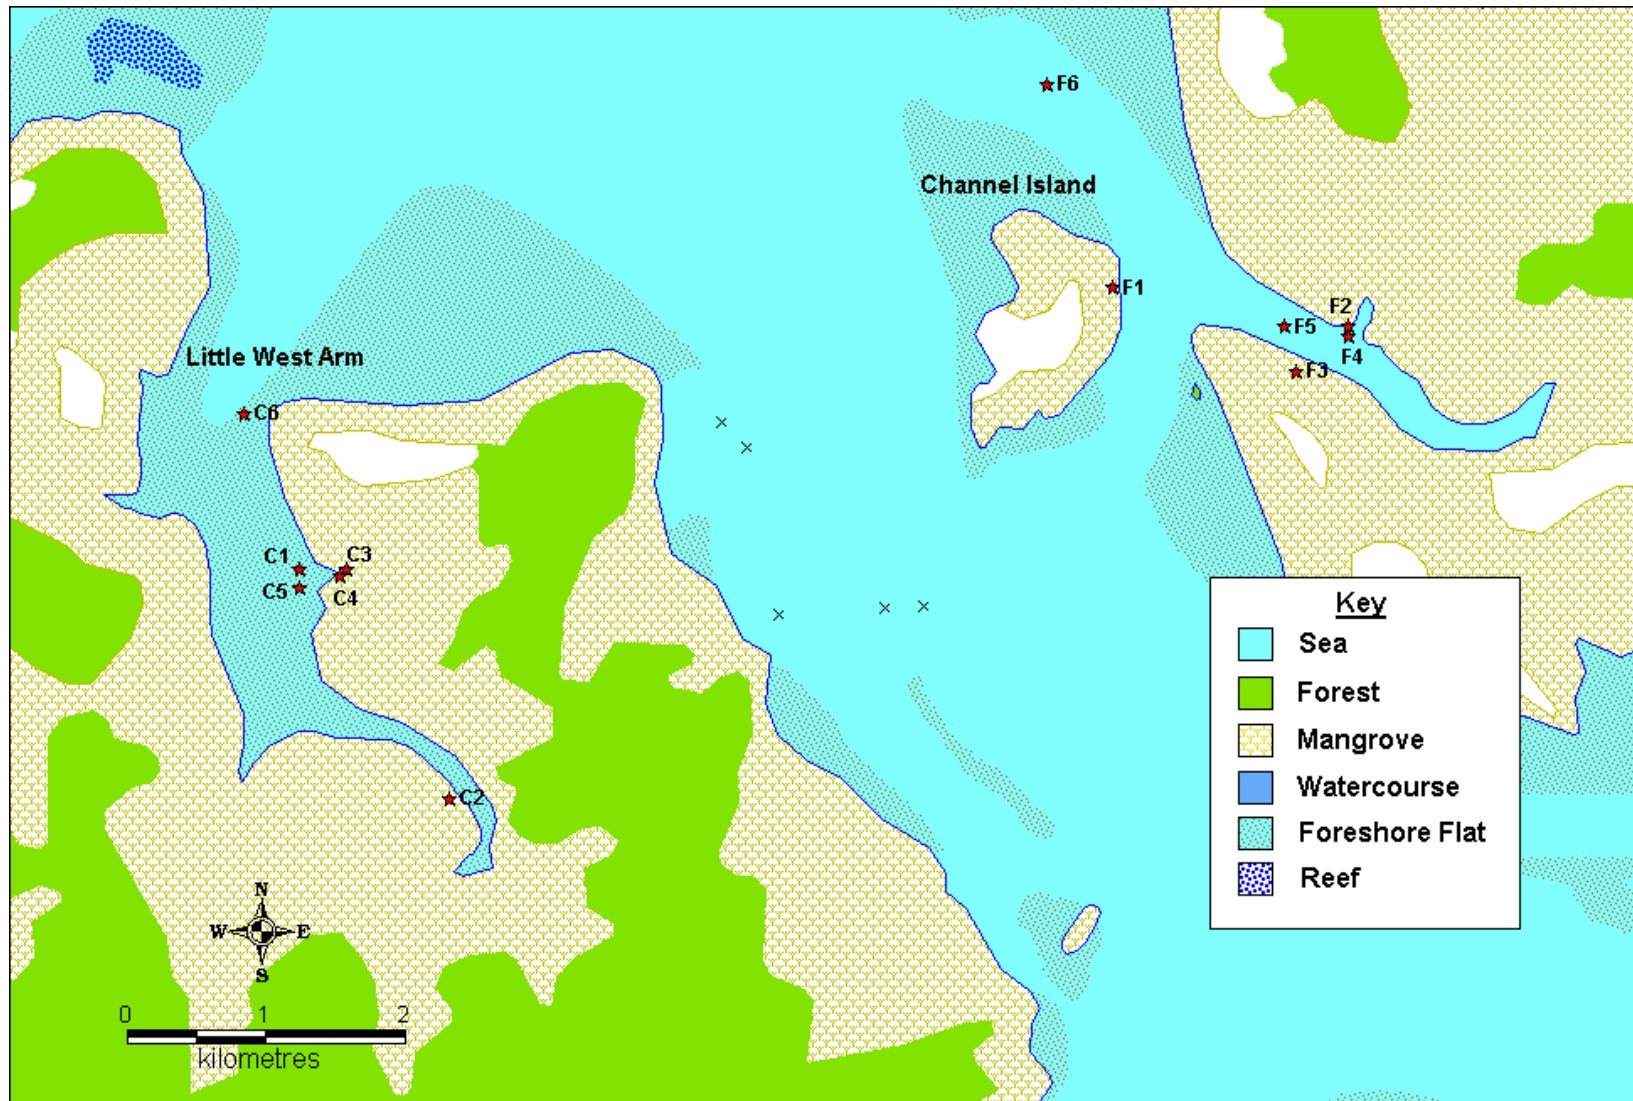 F6
Channel Island
F1
F2
F5
F4
F3
Little West Arm
C6
C1
C3
C5
C4
C2
Key
Sea
Forest
Mangrove
Watercourse
Foreshore Flat
Reef
N
W E
S
0 1 2
kilometres